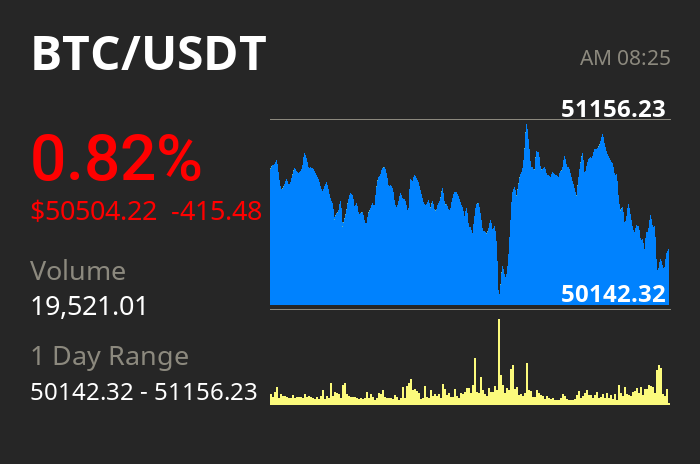 BTC/USDT
AM 08:25
51156.23
0.82%
$50504.22 -415.48
Volume
50142.32
19,521.01
1 Day Range
50142.32 - 51156.23